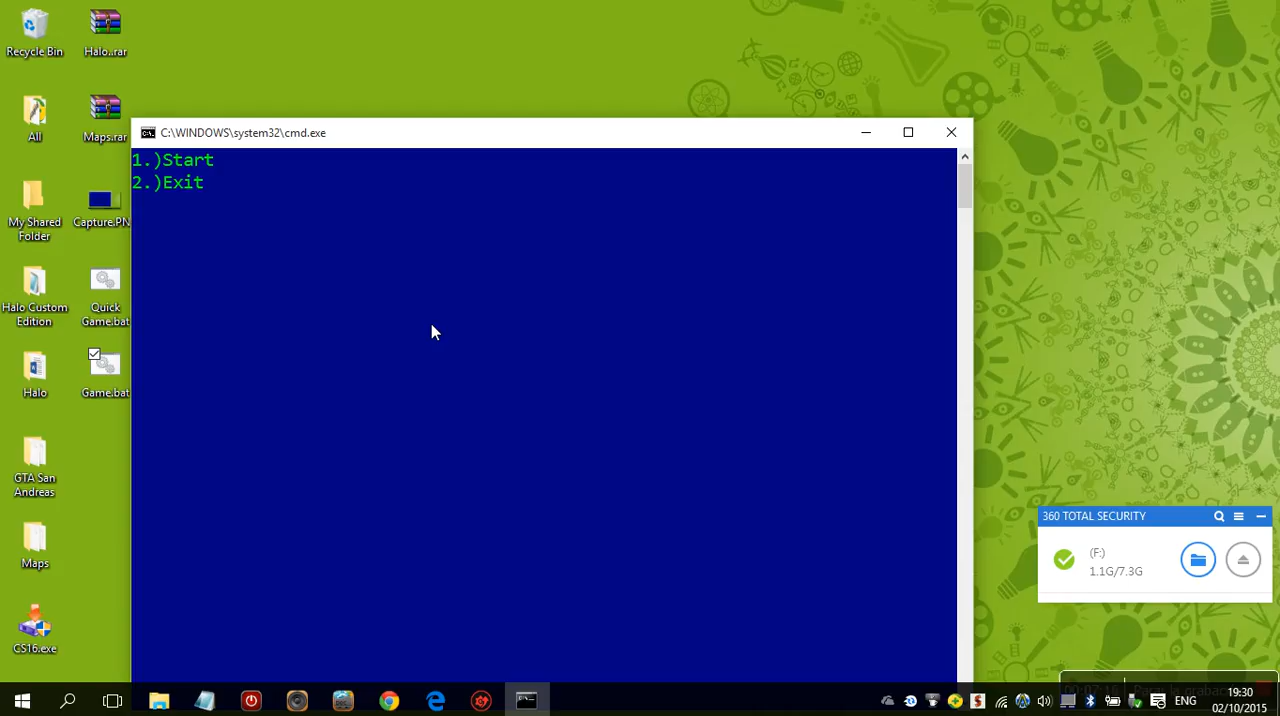 Recycle Bin
Halo..rar
All
Maps.rar
My Shared
Folder
Capture.PN
Halo Custom
Edition
Quick
Game.bat
Halo
Game.bat
GTA San
Andreas
Maps
CS16.exe
C:\WINDOWS\system32\cmd.exe
1.)Start
2.)Exit
360 TOTAL SECURITY
(F:)
1.1G/7.3G
ENG
19:30
02/10/2015